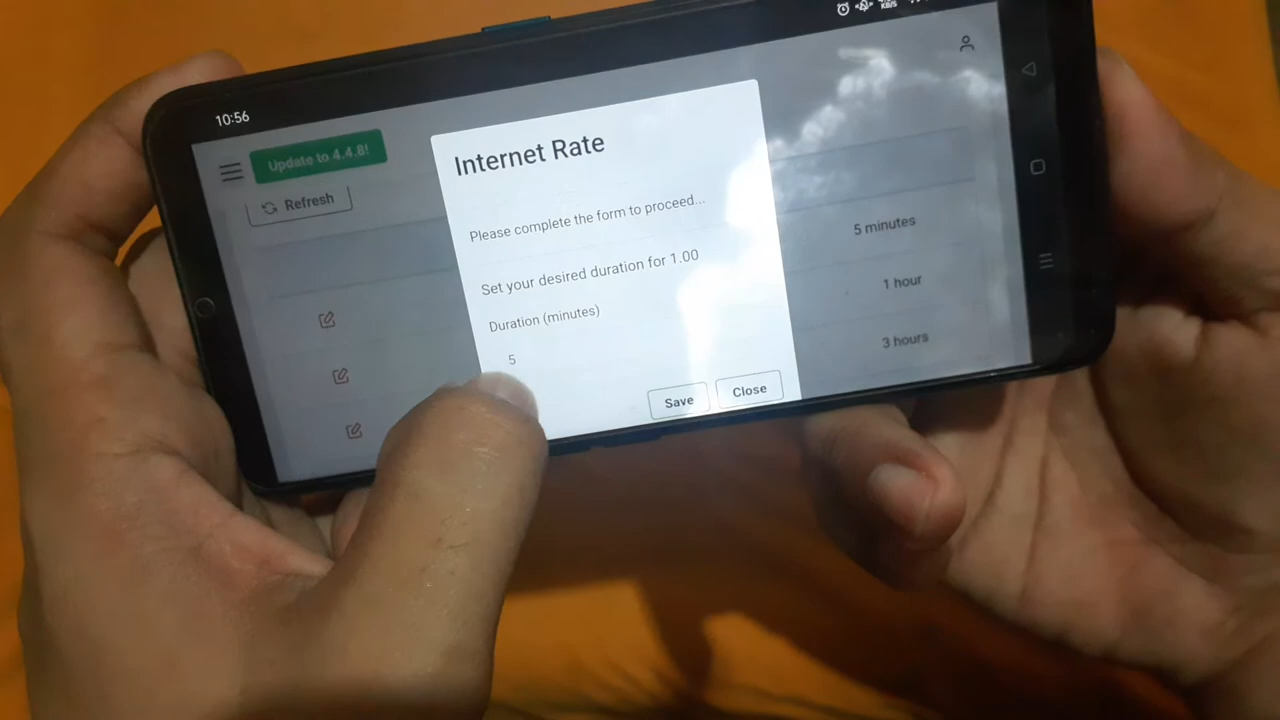 10:56
KB/S
Update to 4.4.8!
Refresh
Internet Rate
Please complete the form to proceed...
Set your desired duration for 1.00
Duration (minutes)
5
Save
Close
5 minutes
1 hour
3 hours